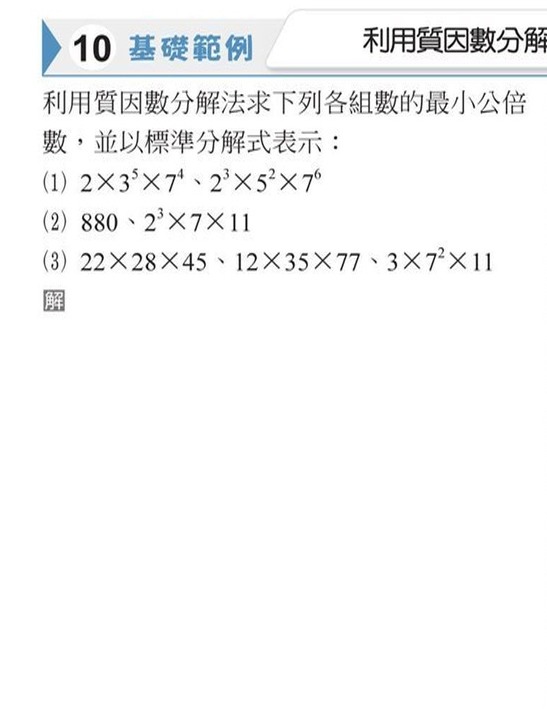 10 基礎範例 利用質因數分解
利用質因數分解法求下列各組數的最小公倍
數，並以標準分解式表示：
⑴ 2×3⁵×7⁴、2³×5²×7⁶
⑵ 880、2³×7×11
⑶ 22×28×45、12×35×77、3×7²×11
解